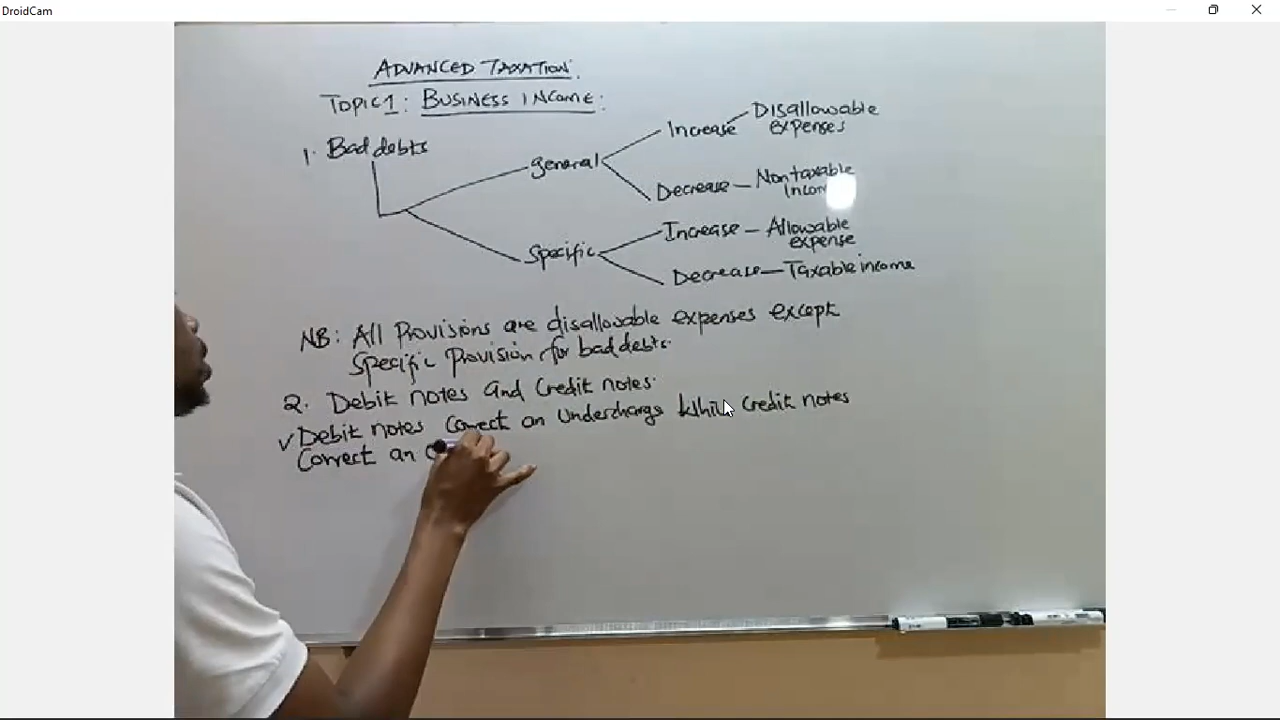 DroidCam
ADVANCED TAXATION.
TOPIC 1: BUSINESS INCOME:
1. Bad debts
general
Increase
Disallowable
expenses
Decrease – Non taxable
Specific
Increase – Allowable
expense
Decrease – Taxable income
NB: All Provisions are disallowable expenses except
Specific Provision for bad debts.
2. Debit notes and Credit notes.
√ Debit notes Correct an Undercharge Credit notes
Correct an